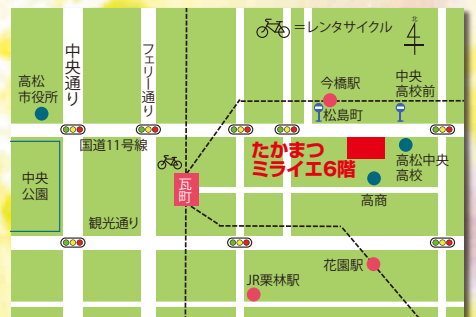 北
＝レンタサイクル
中央通り
フェリー通り
高松
市役所
今橋駅
中央
高校前
松島町
国道11号線
たかまつ
ミライエ6階
高松中央
高校
中央
公園
瓦町
高商
観光通り
花園駅
JR栗林駅